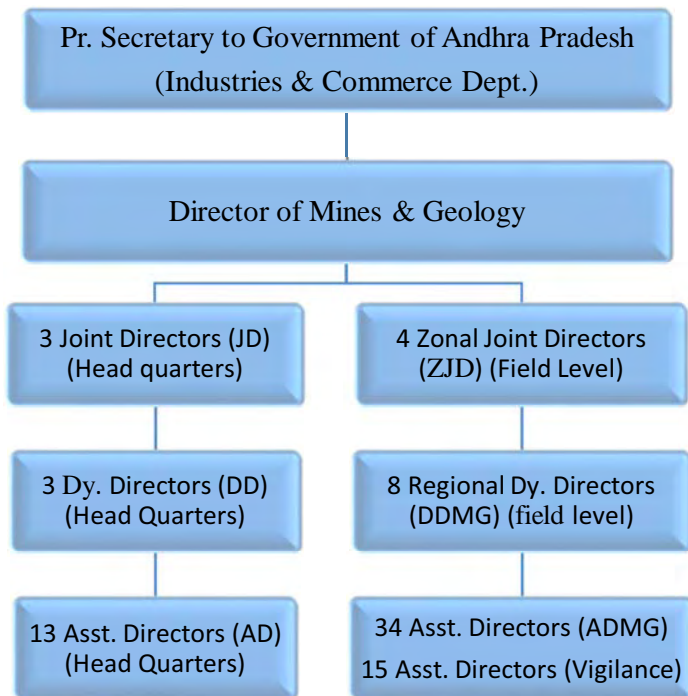 Pr. Secretary to Government of Andhra Pradesh
(Industries & Commerce Dept.)
Director of Mines & Geology
3 Joint Directors (JD)
(Head quarters)
4 Zonal Joint Directors
(ZJD) (Field Level)
3 Dy. Directors (DD)
(Head Quarters)
8 Regional Dy. Directors
(DDMG) (field level)
13 Asst. Directors (AD)
(Head Quarters)
34 Asst. Directors (ADMG)
15 Asst. Directors (Vigilance)